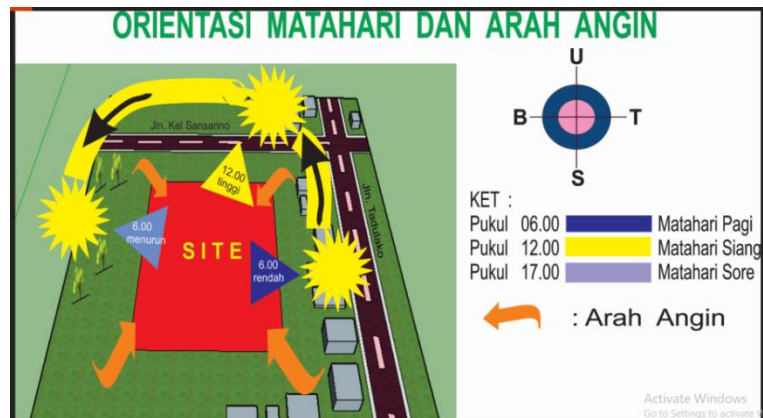 ORIENTASI MATAHARI DAN ARAH ANGIN
U
B
T
S
Jln. Kel Sansarino
Jln. Tadulako
12.00
tinggi
6.00
menurun
SITE
6.00
rendah
KET :
Pukul 06.00 Matahari Pagi
Pukul 12.00 Matahari Siang
Pukul 17.00 Matahari Sore
: Arah Angin
Activate Windows
Go to Settings to activate